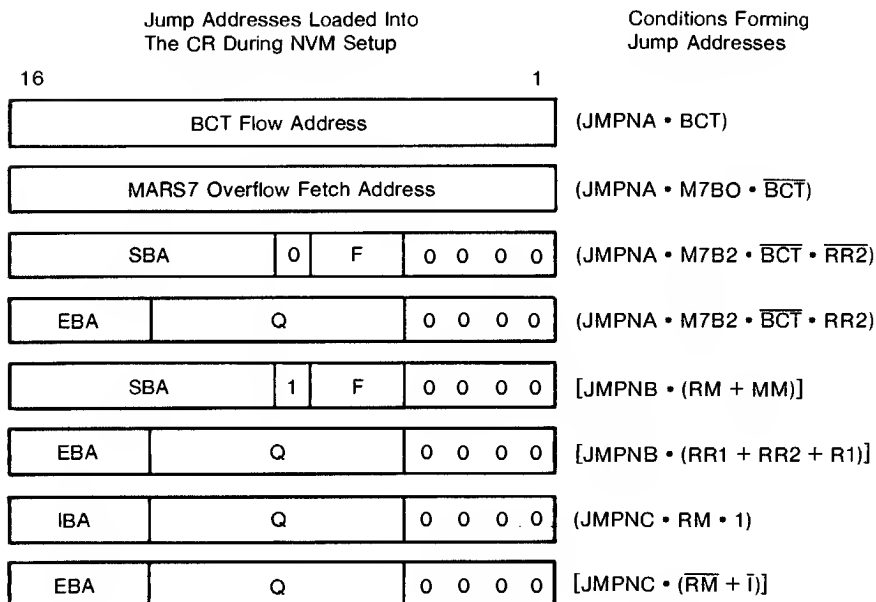 Jump Addresses Loaded Into
The CR During NVM Setup
Conditions Forming
Jump Addresses
16 1
BCT Flow Address (JMPNA • BCT)
MARS7 Overflow Fetch Address (JMPNA • M7BO • B̅C̅T̅)
SBA 0 F 0 0 0 0 (JMPNA • M7B2 • B̅C̅T̅ • R̅R̅2̅)
EBA Q 0 0 0 0 (JMPNA • M7B2 • B̅C̅T̅ • RR2)
SBA 1 F 0 0 0 0 [JMPNB • (RM + MM)]
EBA Q 0 0 0 0 [JMPNB • (RR1 + RR2 + R1)]
IBA Q 0 0 0 0 (JMPNC • RM • 1)
EBA Q 0 0 0 0 [JMPNC • (R̅M̅ + I̅)]